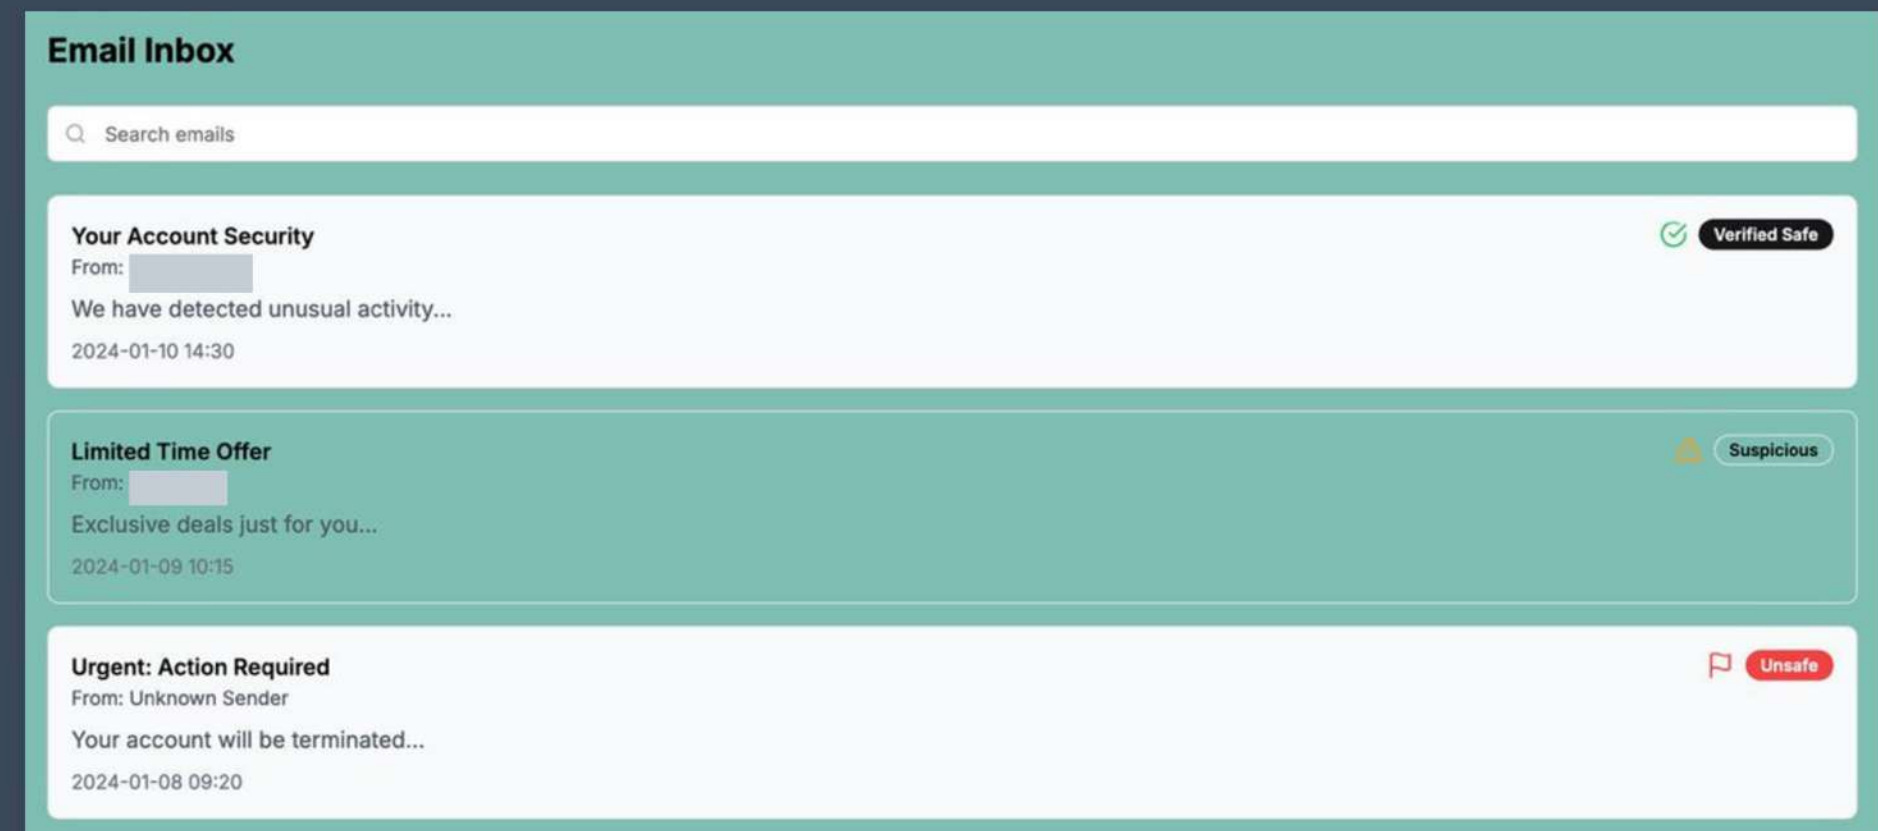 Email Inbox
Search emails
Your Account Security
Verified Safe
From:
We have detected unusual activity...
2024-01-10 14:30
Limited Time Offer
Suspicious
From:
Exclusive deals just for you...
2024-01-09 10:15
Urgent: Action Required
Unsafe
From: Unknown Sender
Your account will be terminated...
2024-01-08 09:20